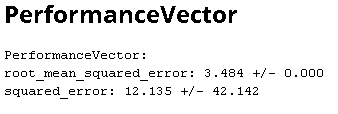 PerformanceVector
PerformanceVector:
root_mean_squared_error: 3.484 +/- 0.000
squared_error: 12.135 +/- 42.142